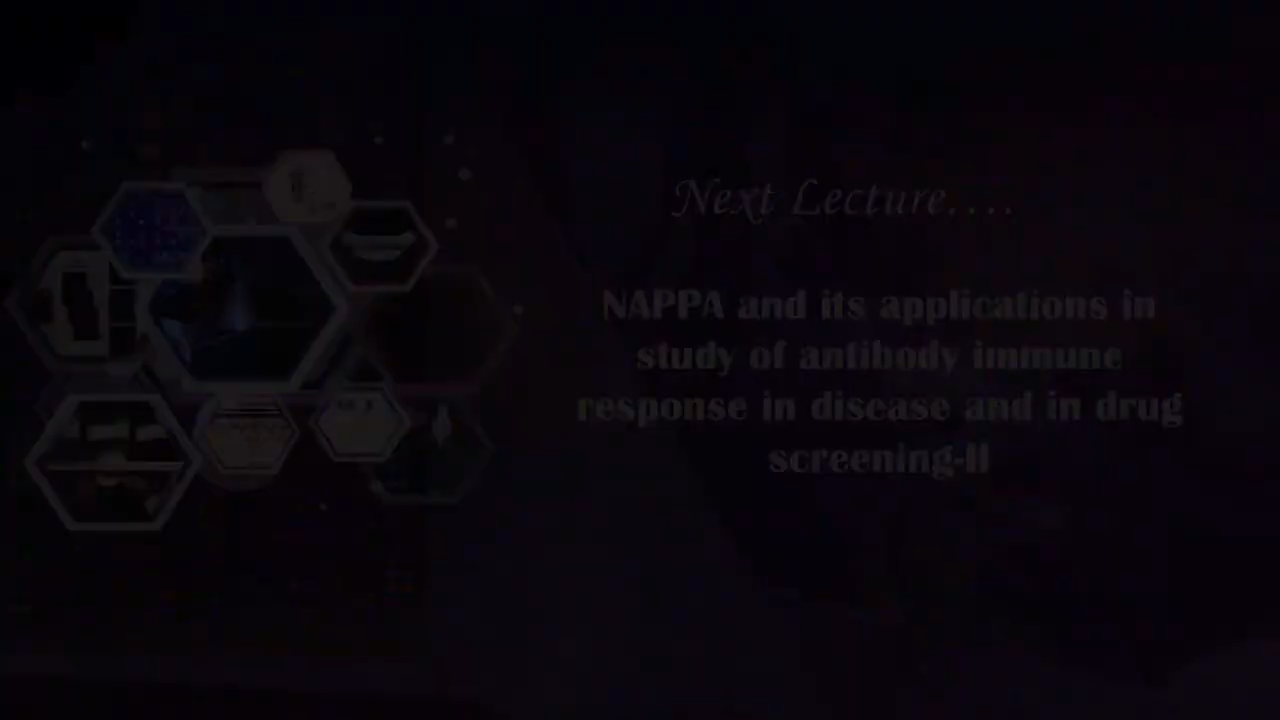 Next Lecture....
NAPPA and its applications in
study of antibody immune
response in disease and in drug
screening-II